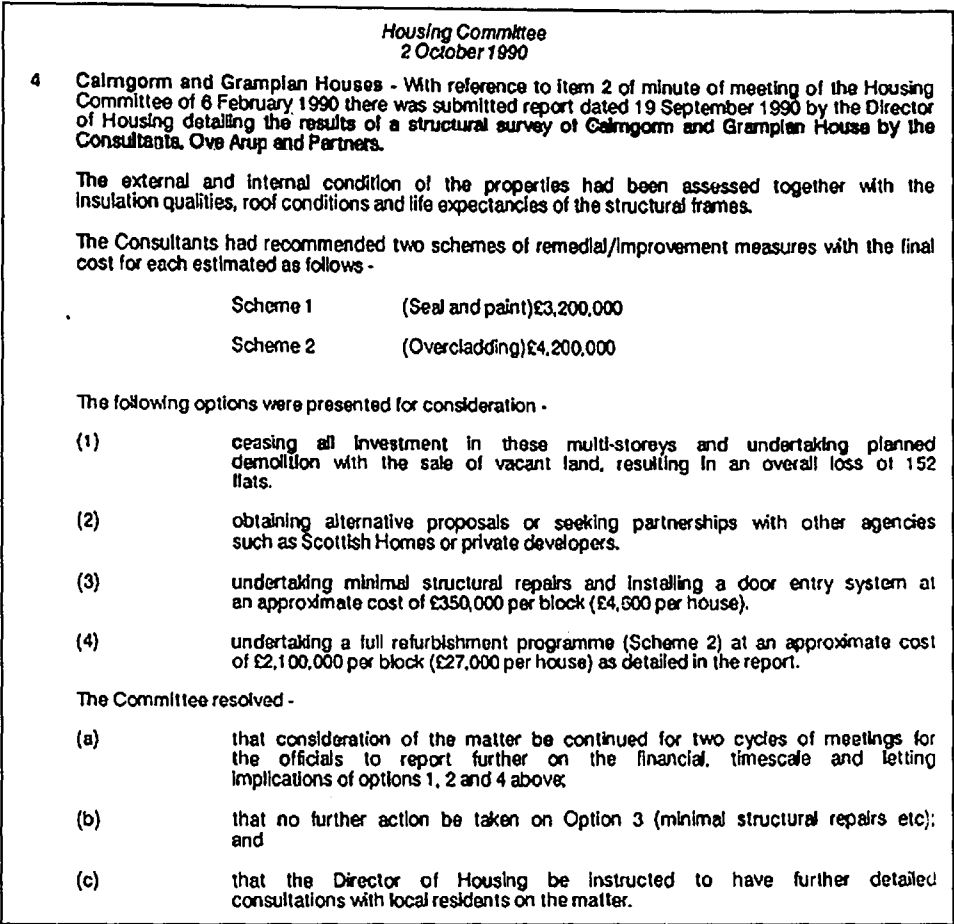 Housing Committee
2 October 1990
4 Cairngorm and Grampian Houses - With reference to item 2 of minute of meeting of the Housing
Committee of 6 February 1990 there was submitted report dated 19 September 1990 by the Director
of Housing detailing the results of a structural survey of Cairngorm and Grampian House by the
Consultants, Ove Arup and Partners.
The external and internal condition of the properties had been assessed together with the
insulation qualities, roof conditions and life expectancies of the structural frames.
The Consultants had recommended two schemes of remedial/improvement measures with the final
cost for each estimated as follows -
Scheme 1 (Seal and paint)£3,200,000
Scheme 2 (Overcladding)£4,200,000
The following options were presented for consideration -
(1) ceasing all investment in these multi-storeys and undertaking planned
demolition with the sale of vacant land, resulting in an overall loss of 152
flats.
(2) obtaining alternative proposals or seeking partnerships with other agencies
such as Scottish Homes or private developers.
(3) undertaking minimal structural repairs and installing a door entry system at
an approximate cost of £350,000 per block (£4,600 per house).
(4) undertaking a full refurbishment programme (Scheme 2) at an approximate cost
of £2,100,000 per block (£27,000 per house) as detailed in the report.
The Committee resolved -
(a) that consideration of the matter be continued for two cycles of meetings for
the officials to report further on the financial, timescale and letting
implications of options 1, 2 and 4 above;
(b) that no further action be taken on Option 3 (minimal structural repairs etc);
and
(c) that the Director of Housing be instructed to have further detailed
consultations with local residents on the matter.